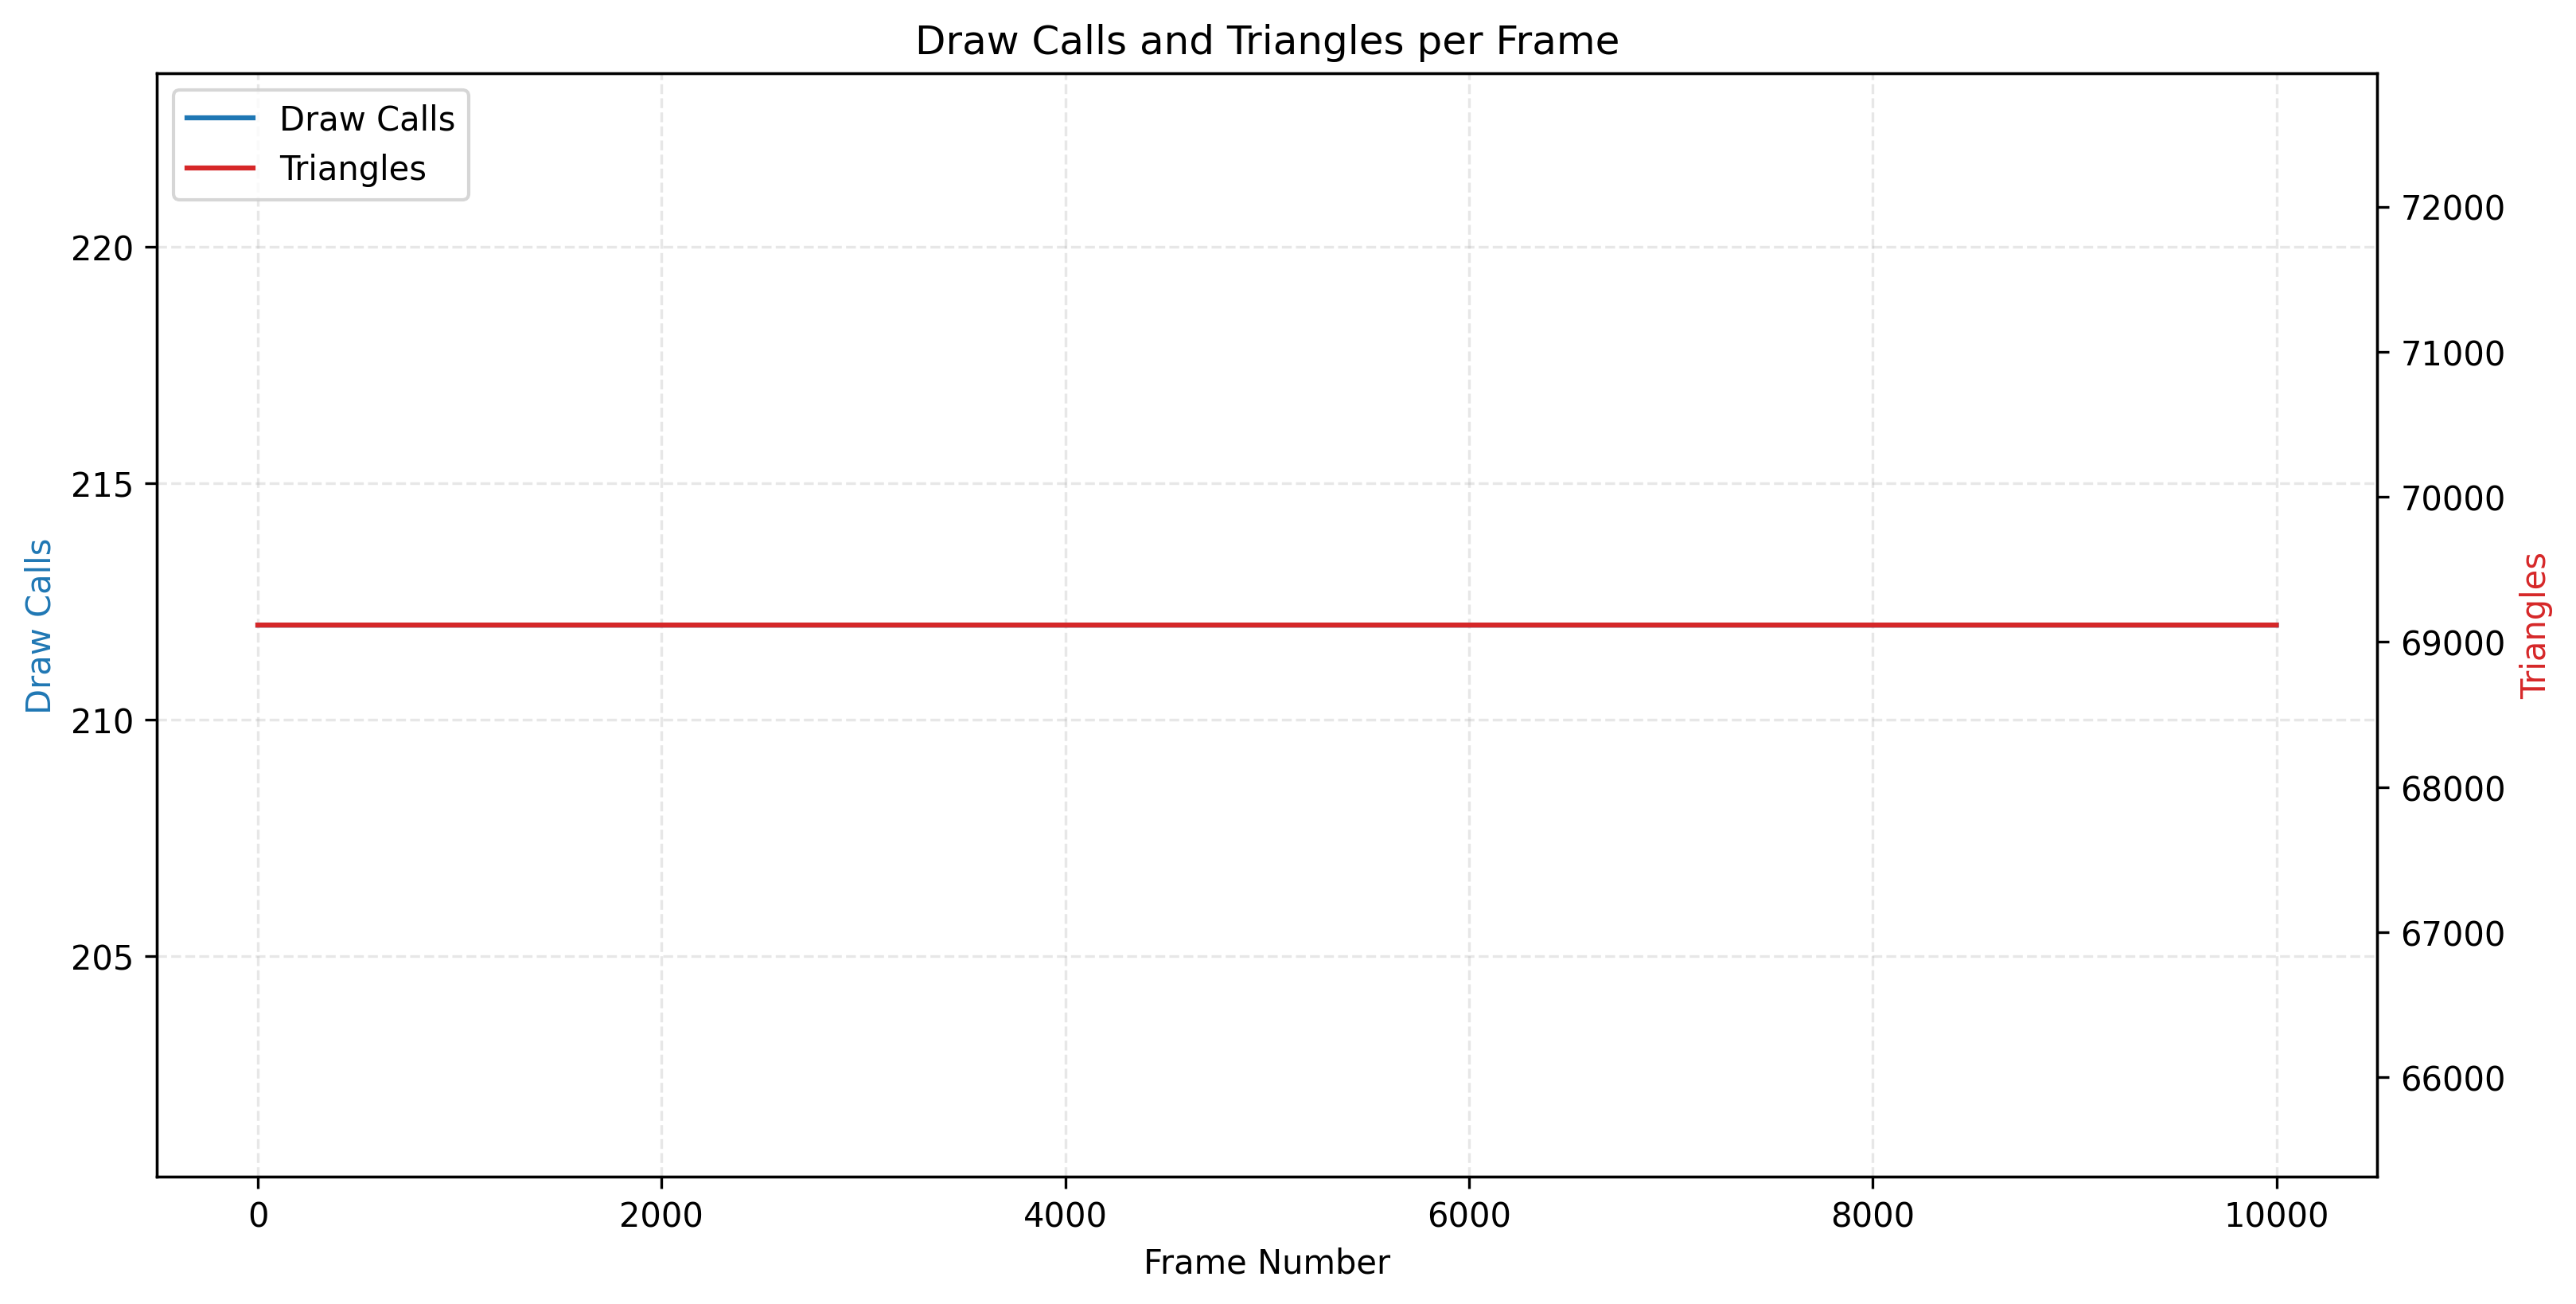 Draw Calls and Triangles per Frame
Draw Calls
Triangles
220
215
210
205
Draw Calls
72000
71000
70000
69000
68000
67000
66000
Triangles
0 2000 4000 6000 8000 10000
Frame Number